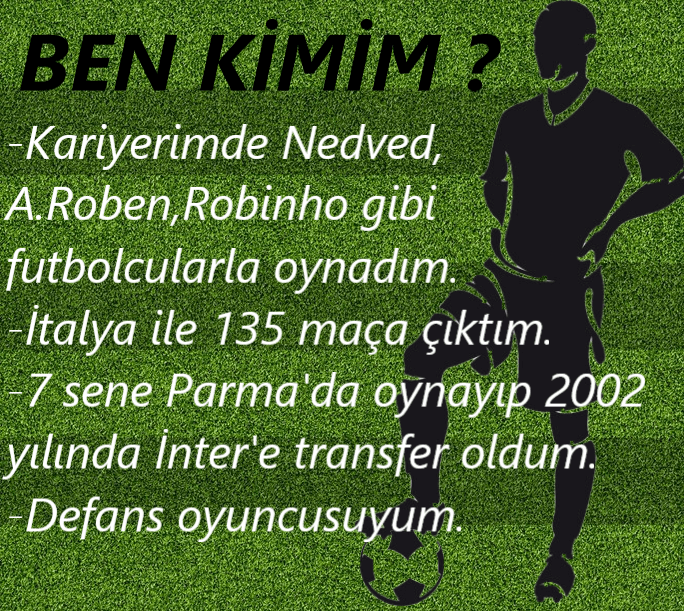 BEN KİMİM ?
-Kariyerimde Nedved,
A.Roben,Robinho gibi
futbolcularla oynadım.
-İtalya ile 135 maça çıktım.
-7 sene Parma'da oynayıp 2002
yılında İnter'e transfer oldum.
-Defans oyuncusuyum.